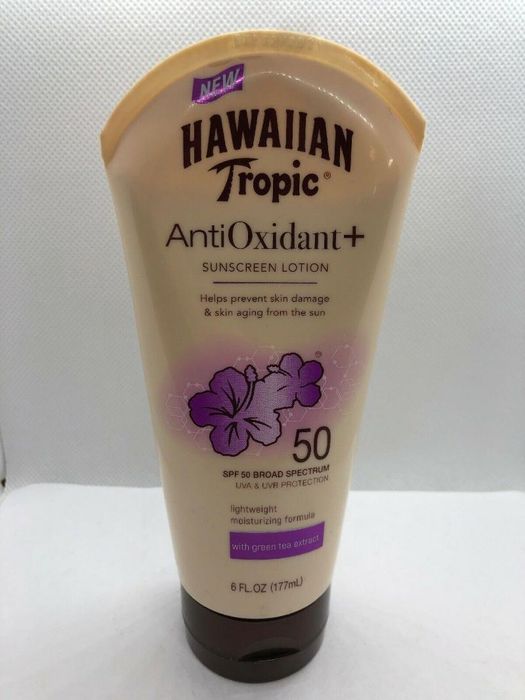 NEW
HAWAIIAN
Tropic®
AntiOxidant+
SUNSCREEN LOTION
Helps prevent skin damage
& skin aging from the sun
®
50
SPF 50 BROAD SPECTRUM
UVA & UVB PROTECTION
lightweight
moisturizing formula
with green tea extract
6 FL.OZ (177mL)